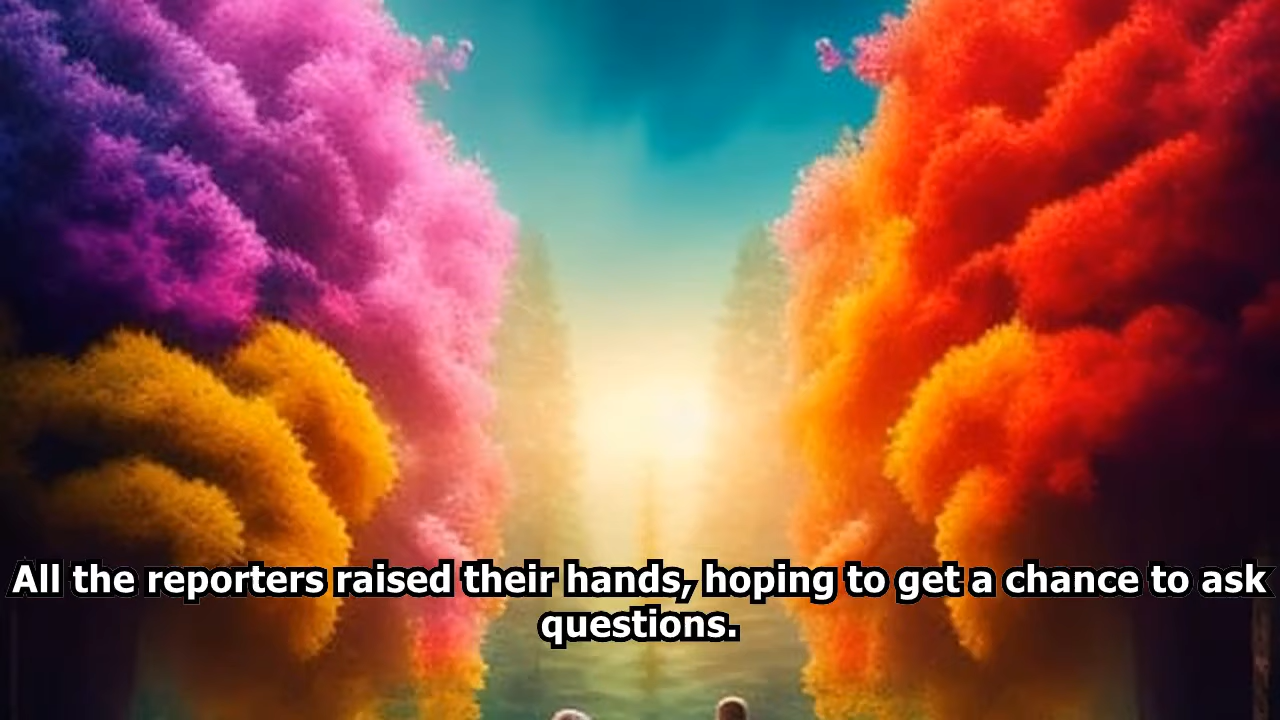 All the reporters raised their hands, hoping to get a chance to ask
questions.